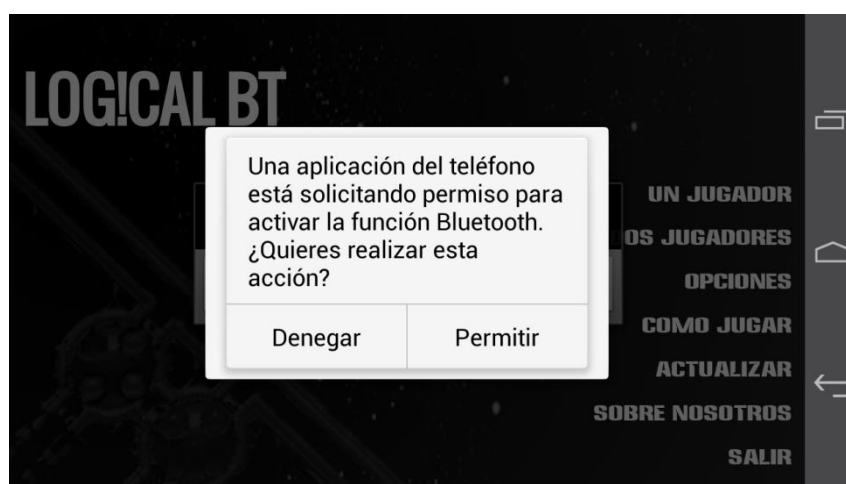 LOG!CAL BT
Una aplicación del teléfono
está solicitando permiso para
activar la función Bluetooth.
¿Quieres realizar esta
acción?
Denegar
Permitir
UN JUGADOR
OS JUGADORES
OPCIONES
COMO JUGAR
ACTUALIZAR
SOBRE NOSOTROS
SALIR